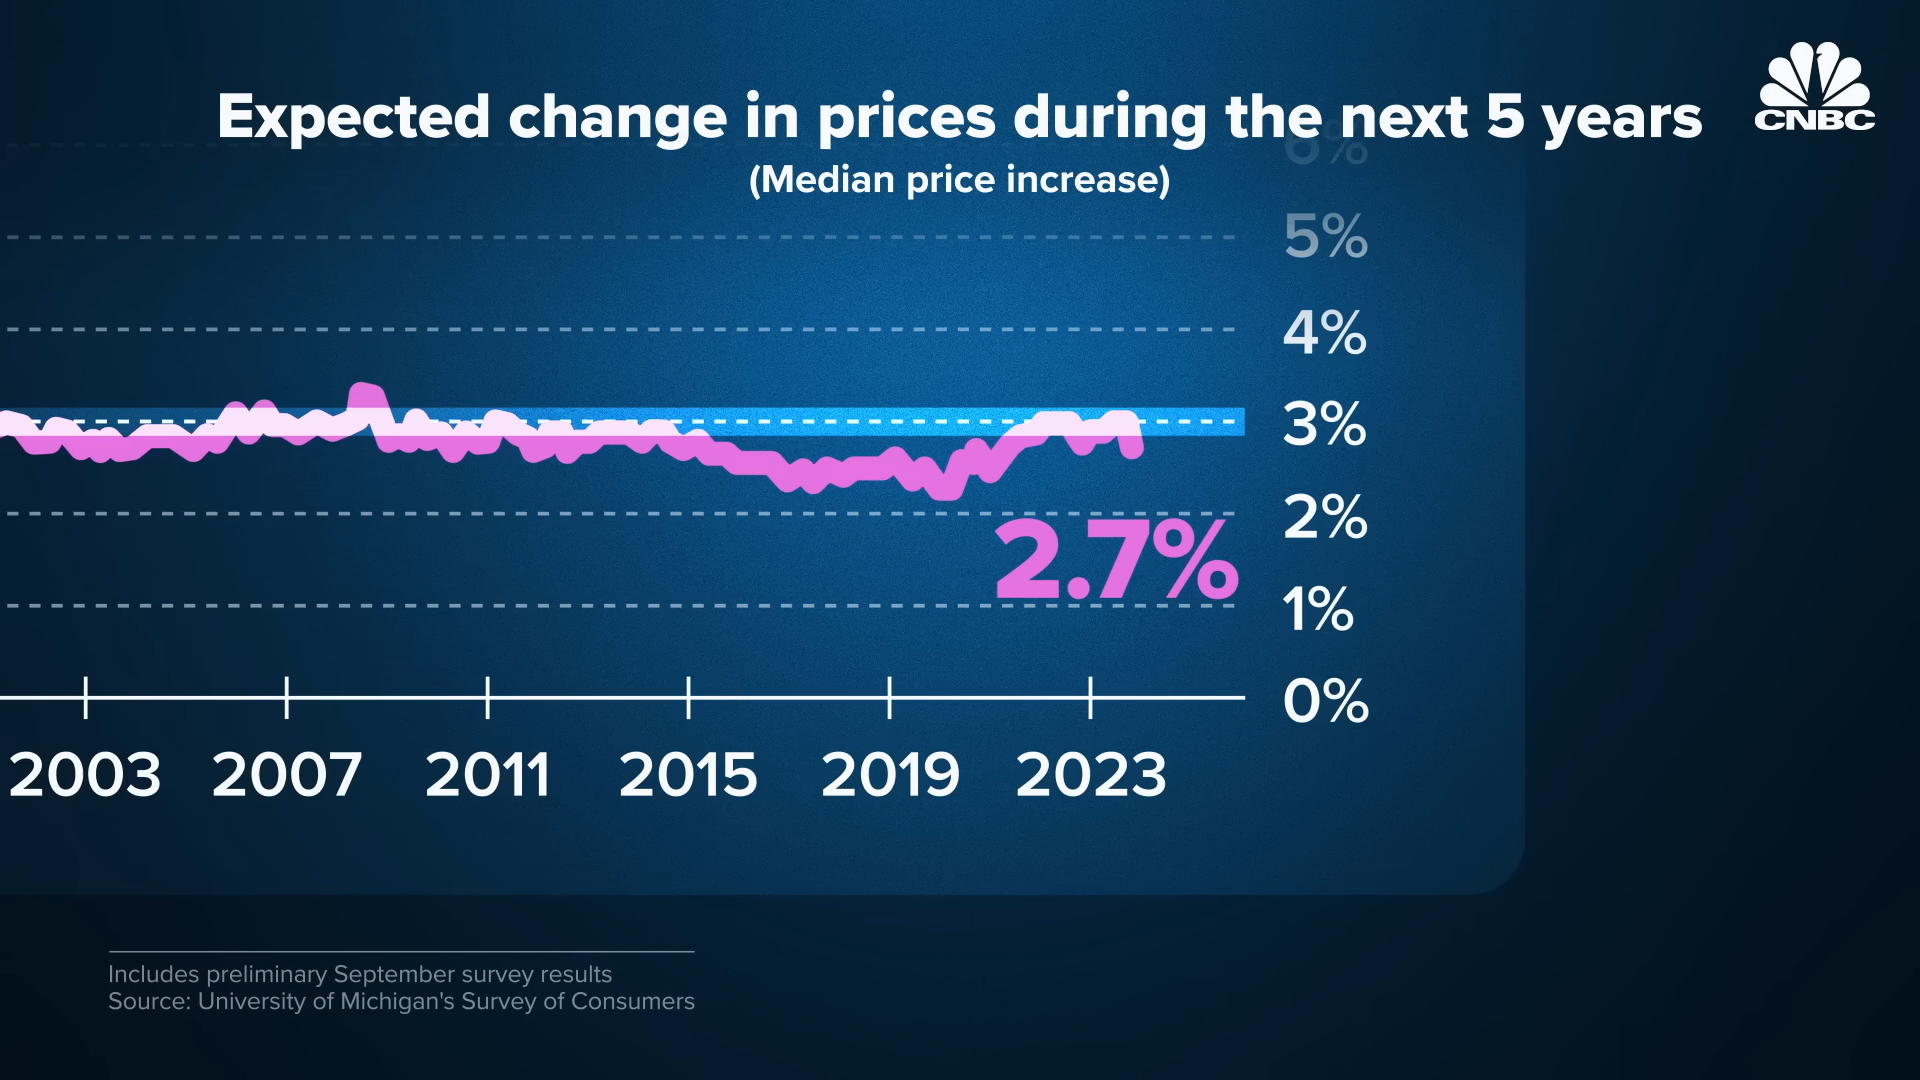 Expected change in prices during the next 5 years
CNBC
(Median price increase)
6%
5%
4%
3%
2%
2.7%
1%
0%
2003 2007 2011 2015 2019 2023
Includes preliminary September survey results
Source: University of Michigan's Survey of Consumers